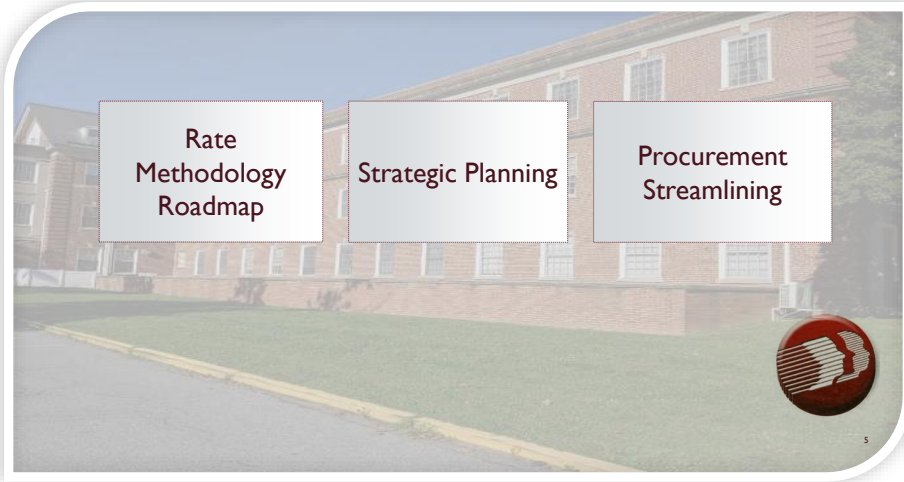 Rate
Methodology
Roadmap
Strategic Planning
Procurement
Streamlining
5